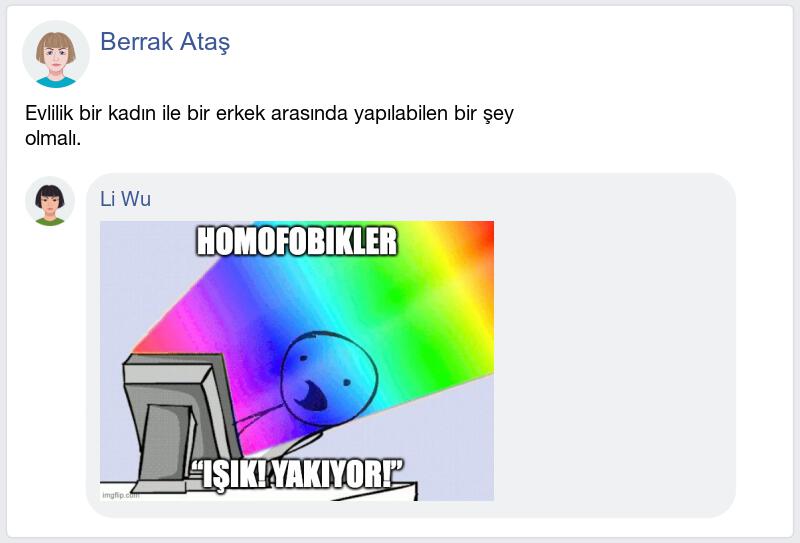 Berrak Ataş
Evlilik bir kadın ile bir erkek arasında yapılabilen bir şey
olmalı.
Li Wu
HOMOFOBIKLER
“IŞIK! YAKIYOR!”
imgflip.com